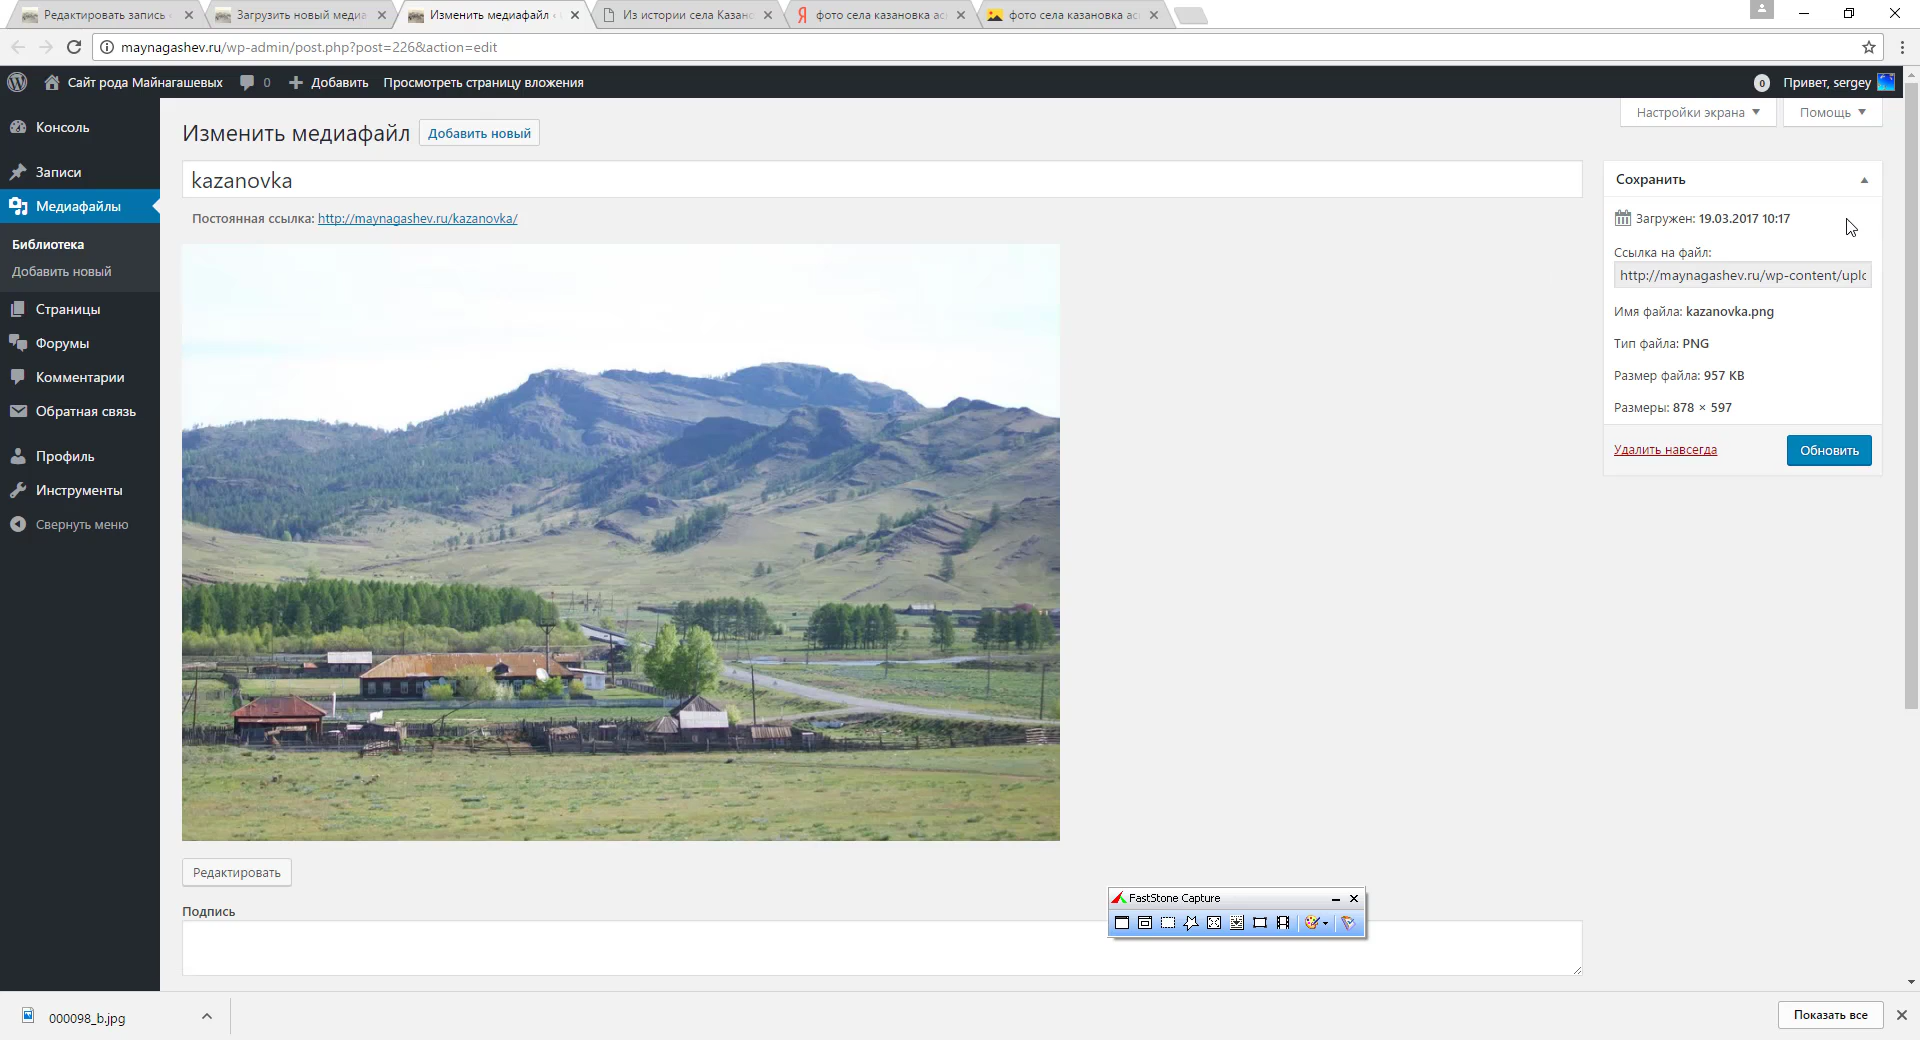 Редактировать запись
Загрузить новый медиа
Изменить медиафайл
Из истории села Казано
фото села казановка ас
фото села казановка ас
maynagashev.ru/wp-admin/post.php?post=226&action=edit
Сайт рода Майнагашевых
0
Добавить
Просмотреть страницу вложения
0
Привет, sergey
Консоль
Записи
Медиафайлы
Библиотека
Добавить новый
Страницы
Форумы
Комментарии
Обратная связь
Профиль
Инструменты
Свернуть меню
Настройки экрана
Помощь
Изменить медиафайл
Добавить новый
kazanovka
Постоянная ссылка: http://maynagashev.ru/kazanovka/
Редактировать
Подпись
Сохранить
Загружен: 19.03.2017 10:17
Ссылка на файл:
http://maynagashev.ru/wp-content/uplo
Имя файла: kazanovka.png
Тип файла: PNG
Размер файла: 957 KB
Размеры: 878 × 597
Удалить навсегда
Обновить
FastStone Capture
000098_b.jpg
Показать все